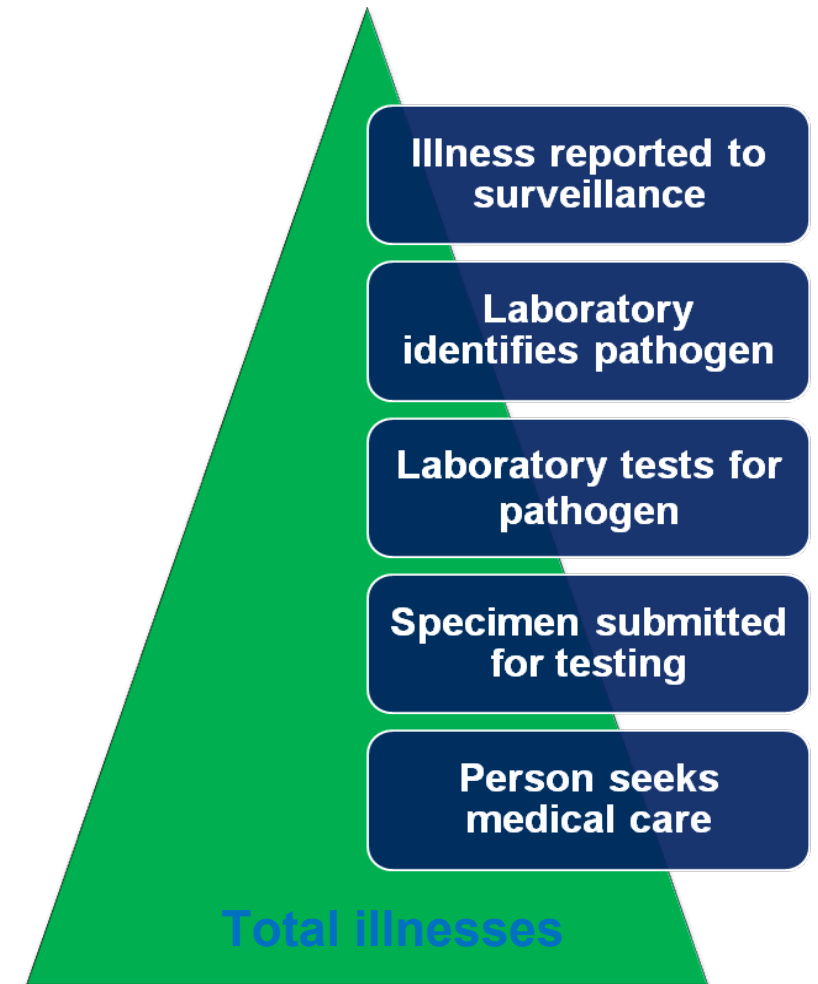 Illness reported to
surveillance
Laboratory
identifies pathogen
Laboratory tests for
pathogen
Specimen submitted
for testing
Person seeks
medical care
Total illnesses